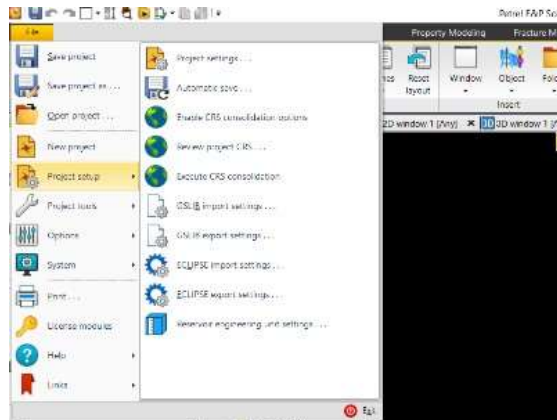 Petrel E&P
File
Property Modeling Fracture M
Save project
Save project as ...
Open project ...
New project
Project setup
Project tools
Options
System
Print ...
License modules
Help
Links
Project settings ...
Automatic save ...
Enable CRS consolidation options
Review project CRS ...
Execute CRS consolidation
GSLIB import settings ...
GSLIB export settings ...
ECLIPSE import settings ...
ECLIPSE export settings ...
Reservoir engineering unit settings ...
Exit
Reset
layout
Window
Object
Insert
2D window 1 [Any]
3D 3D window 1